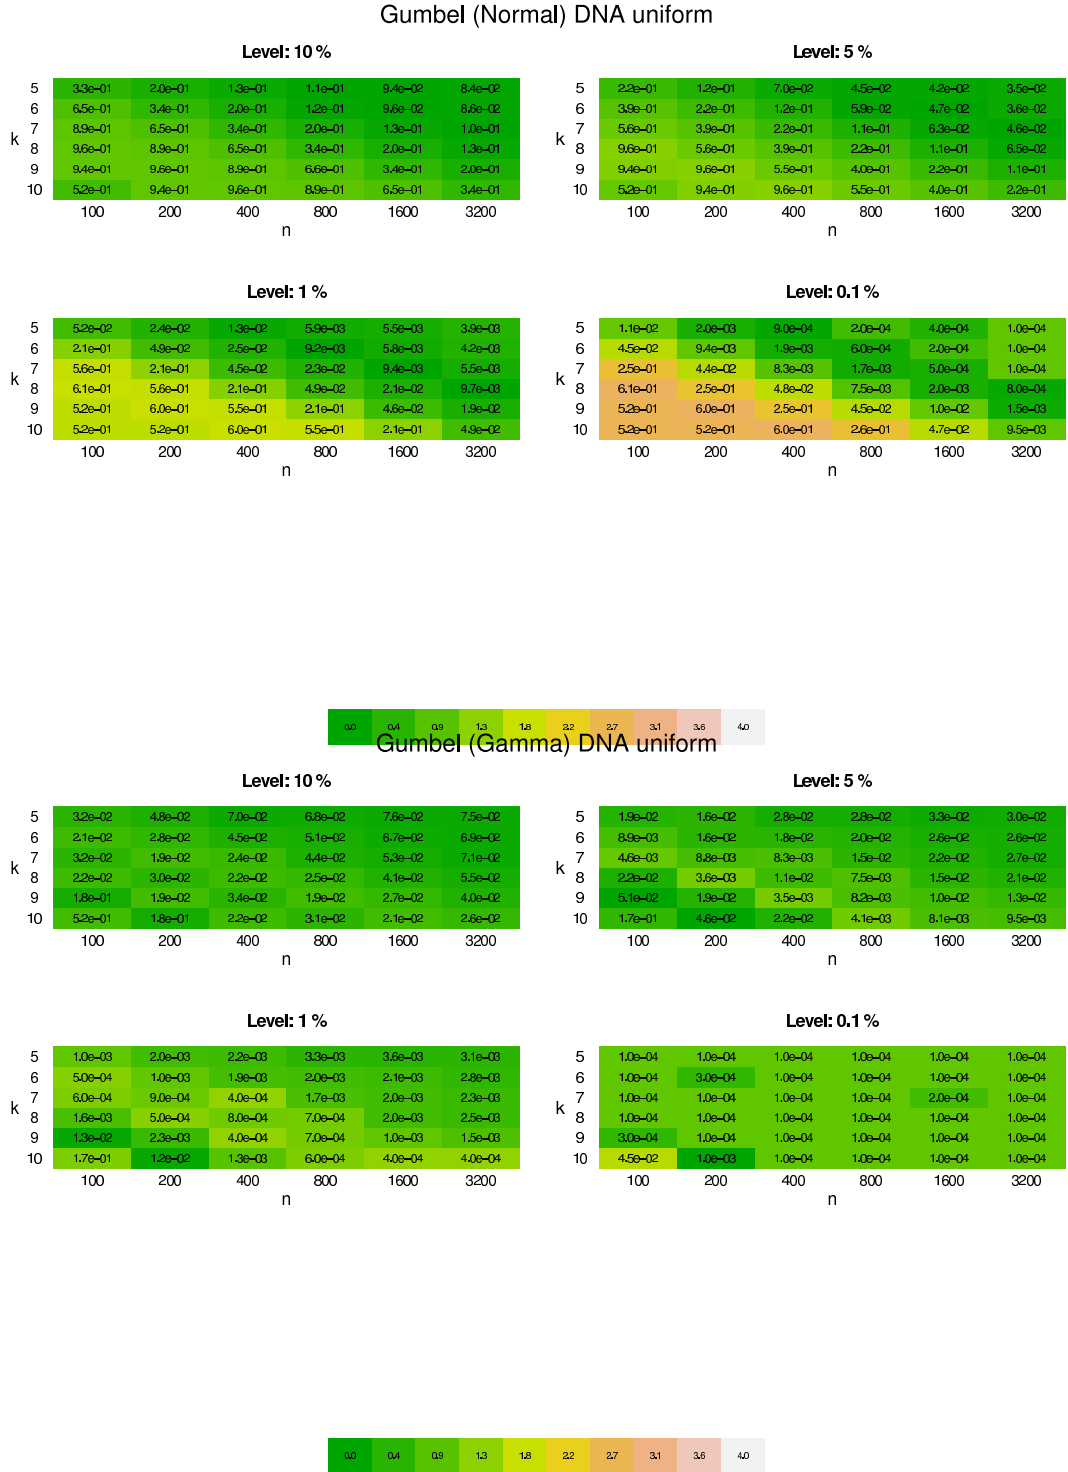 Gumbel (Normal) DNA uniform
Level: 10 % Level: 5 %
5 3.3e−01 2.0e−01 1.3e−01 1.1e−01 9.4e−02 8.4e−02 5 2.2e−01 1.2e−01 7.0e−02 4.5e−02 4.2e−02 3.5e−02
6 6.5e−01 3.4e−01 2.0e−01 1.2e−01 9.6e−02 8.6e−02 6 3.9e−01 2.2e−01 1.2e−01 5.9e−02 4.7e−02 3.6e−02
7 8.9e−01 6.5e−01 3.4e−01 2.0e−01 1.3e−01 1.0e−01 7 5.6e−01 3.9e−01 2.2e−01 1.1e−01 6.3e−02 4.6e−02
k k
8 9.6e−01 8.9e−01 6.5e−01 3.4e−01 2.0e−01 1.3e−01 8 9.6e−01 5.6e−01 3.9e−01 2.2e−01 1.1e−01 6.5e−02
9 9.4e−01 9.6e−01 8.9e−01 6.6e−01 3.4e−01 2.0e−01 9 9.4e−01 9.6e−01 5.5e−01 4.0e−01 2.2e−01 1.1e−01
10 5.2e−01 9.4e−01 9.6e−01 8.9e−01 6.5e−01 3.4e−01 10 5.2e−01 9.4e−01 9.6e−01 5.5e−01 4.0e−01 2.2e−01
100 200 400 800 1600 3200 100 200 400 800 1600 3200
n n
Level: 1 % Level: 0.1 %
5 5.2e−02 2.4e−02 1.3e−02 5.9e−03 5.5e−03 3.9e−03 5 1.1e−02 2.0e−03 9.0e−04 2.0e−04 4.0e−04 1.0e−04
6 2.1e−01 4.9e−02 2.5e−02 9.2e−03 5.8e−03 4.2e−03 6 4.5e−02 9.4e−03 1.9e−03 6.0e−04 2.0e−04 1.0e−04
7 5.6e−01 2.1e−01 4.5e−02 2.3e−02 9.4e−03 5.5e−03 7 2.5e−01 4.4e−02 8.3e−03 1.7e−03 5.0e−04 1.0e−04
k k
8 6.1e−01 5.6e−01 2.1e−01 4.9e−02 2.1e−02 9.7e−03 8 6.1e−01 2.5e−01 4.8e−02 7.5e−03 2.0e−03 8.0e−04
9 5.2e−01 6.0e−01 5.5e−01 2.1e−01 4.6e−02 1.9e−02 9 5.2e−01 6.0e−01 2.5e−01 4.5e−02 1.0e−02 1.5e−03
10 5.2e−01 5.2e−01 6.0e−01 5.5e−01 2.1e−01 4.9e−02 10 5.2e−01 5.2e−01 6.0e−01 2.6e−01 4.7e−02 9.5e−03
100 200 400 800 1600 3200 100 200 400 800 1600 3200
n n
0.0 0.4 0.9 1.3 1.8 2.2 2.7 3.1 3.6 4.0
Gumbel (Gamma) DNA uniform
Level: 10 % Level: 5 %
5 3.2e−02 4.8e−02 7.0e−02 6.8e−02 7.6e−02 7.5e−02 5 1.9e−02 1.6e−02 2.8e−02 2.8e−02 3.3e−02 3.0e−02
6 2.1e−02 2.8e−02 4.5e−02 5.1e−02 6.7e−02 6.9e−02 6 8.9e−03 1.6e−02 1.8e−02 2.0e−02 2.6e−02 2.6e−02
7 3.2e−02 1.9e−02 2.4e−02 4.4e−02 5.3e−02 7.1e−02 7 4.6e−03 8.8e−03 8.3e−03 1.5e−02 2.2e−02 2.7e−02
k k
8 2.2e−02 3.0e−02 2.2e−02 2.5e−02 4.1e−02 5.5e−02 8 2.2e−02 3.6e−03 1.1e−02 7.5e−03 1.5e−02 2.1e−02
9 1.8e−01 1.9e−02 3.4e−02 1.9e−02 2.7e−02 4.0e−02 9 5.1e−02 1.9e−02 3.5e−03 8.2e−03 1.0e−02 1.3e−02
10 5.2e−01 1.8e−01 2.2e−02 3.1e−02 2.1e−02 2.6e−02 10 1.7e−01 4.6e−02 2.2e−02 4.1e−03 8.1e−03 9.5e−03
100 200 400 800 1600 3200 100 200 400 800 1600 3200
n n
Level: 1 % Level: 0.1 %
5 1.0e−03 2.0e−03 2.2e−03 3.3e−03 3.6e−03 3.1e−03 5 1.0e−04 1.0e−04 1.0e−04 1.0e−04 1.0e−04 1.0e−04
6 5.0e−04 1.0e−03 1.9e−03 2.0e−03 2.1e−03 2.8e−03 6 1.0e−04 3.0e−04 1.0e−04 1.0e−04 1.0e−04 1.0e−04
7 6.0e−04 9.0e−04 4.0e−04 1.7e−03 2.0e−03 2.3e−03 7 1.0e−04 1.0e−04 1.0e−04 1.0e−04 2.0e−04 1.0e−04
k k
8 1.6e−03 5.0e−04 8.0e−04 7.0e−04 2.0e−03 2.5e−03 8 1.0e−04 1.0e−04 1.0e−04 1.0e−04 1.0e−04 1.0e−04
9 1.3e−02 2.3e−03 4.0e−04 7.0e−04 1.0e−03 1.5e−03 9 3.0e−04 1.0e−04 1.0e−04 1.0e−04 1.0e−04 1.0e−04
10 1.7e−01 1.2e−02 1.3e−03 6.0e−04 4.0e−04 4.0e−04 10 4.5e−02 1.0e−03 1.0e−04 1.0e−04 1.0e−04 1.0e−04
100 200 400 800 1600 3200 100 200 400 800 1600 3200
n n
0.0 0.4 0.9 1.3 1.8 2.2 2.7 3.1 3.6 4.0